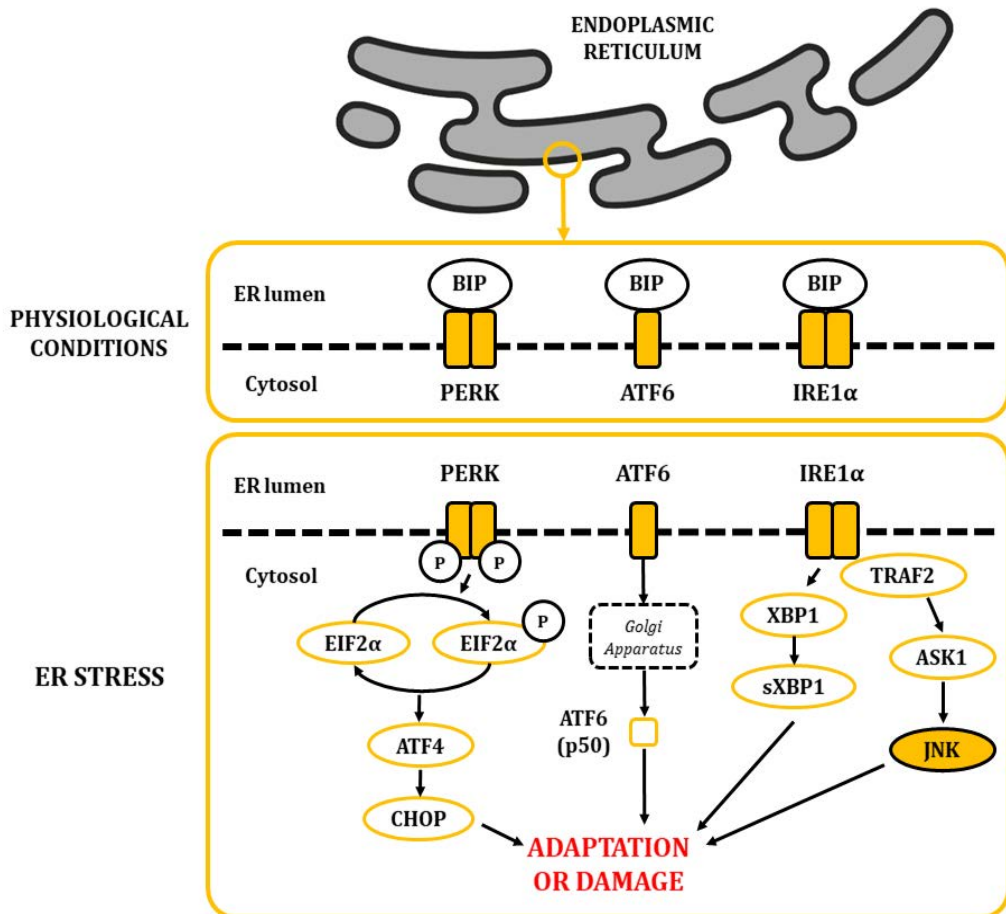 ENDOPLASMIC
RETICULUM
PHYSIOLOGICAL
CONDITIONS
ER lumen
BIP
BIP
BIP
Cytosol
PERK
ATF6
IRE1α
ER STRESS
ER lumen
PERK
ATF6
IRE1α
Cytosol
P
P
TRAF2
P
EIF2α
EIF2α
Golgi
Apparatus
XBP1
ASK1
sXBP1
ATF4
ATF6
(p50)
JNK
CHOP
ADAPTATION
OR DAMAGE